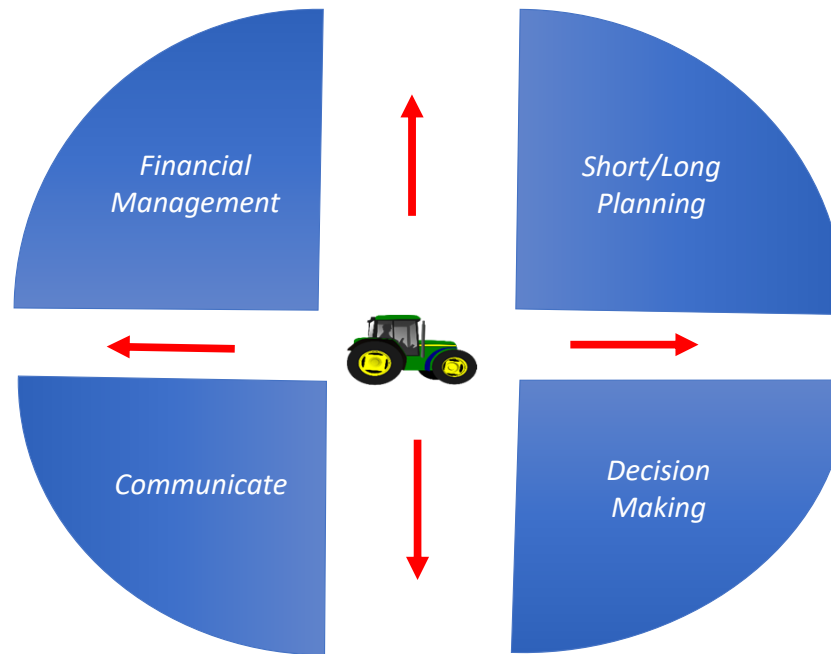 Financial
Management
Short/Long
Planning
Communicate
Decision
Making